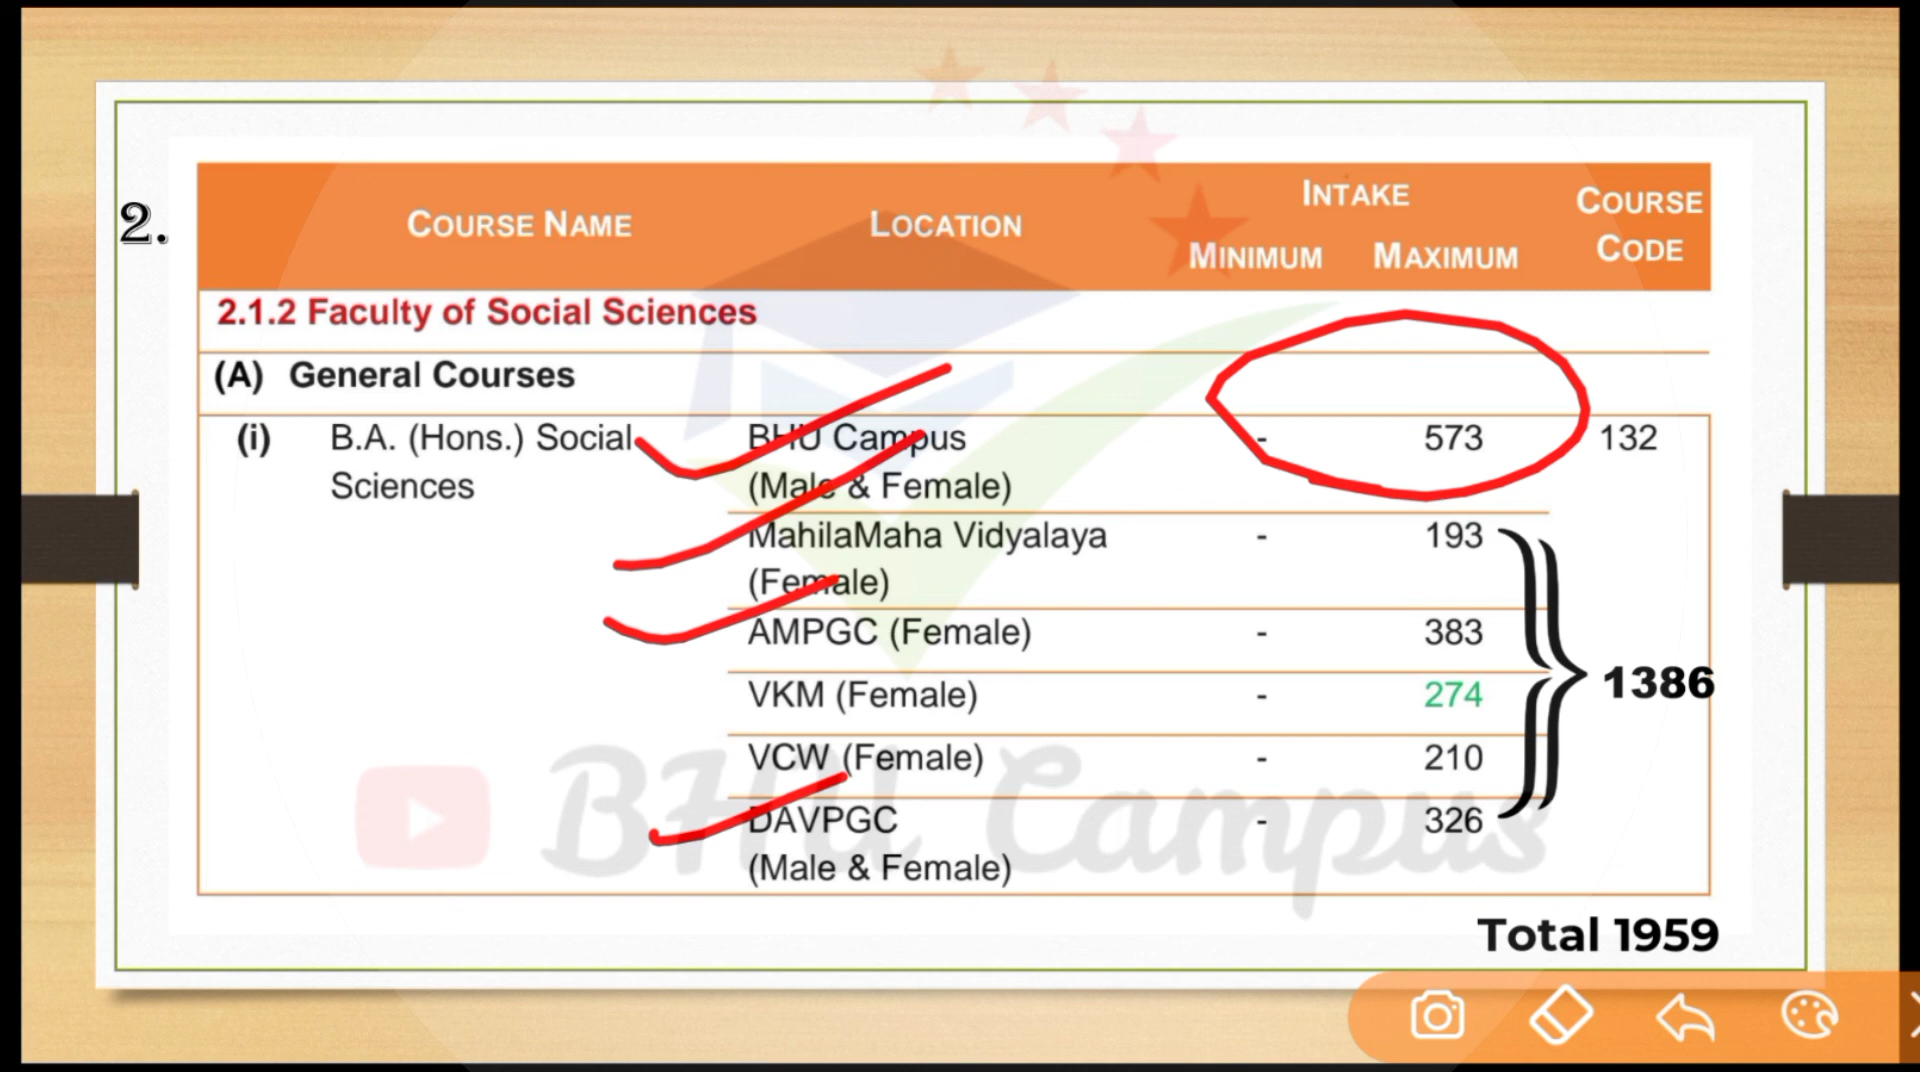 2.
COURSE NAME LOCATION INTAKE COURSE CODE
MINIMUM MAXIMUM
2.1.2 Faculty of Social Sciences
(A) General Courses
(i) B.A. (Hons.) Social BHU Campus - 573 132
Sciences (Male & Female)
MahilaMaha Vidyalaya - 193
(Female)
AMPGC (Female) - 383
1386
VKM (Female) - 274
VCW (Female) - 210
DAVPGC - 326
(Male & Female)
BHU Campus
Total 1959